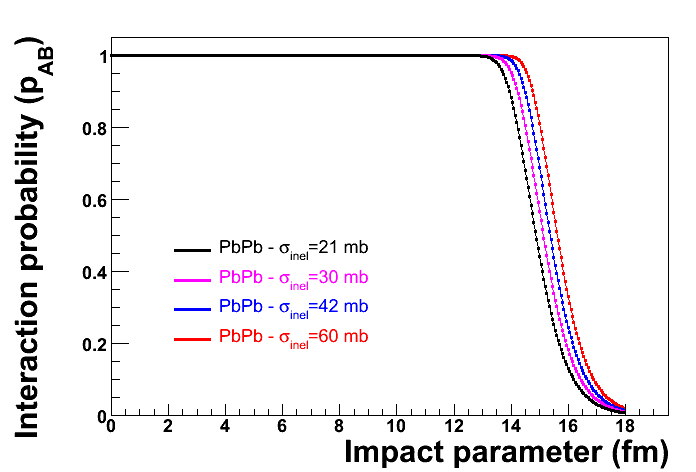 Interaction probability (p_AB)
1
0.8
0.6
0.4
0.2
0
PbPb - σ_inel=21 mb
PbPb - σ_inel=30 mb
PbPb - σ_inel=42 mb
PbPb - σ_inel=60 mb
0 2 4 6 8 10 12 14 16 18
Impact parameter (fm)